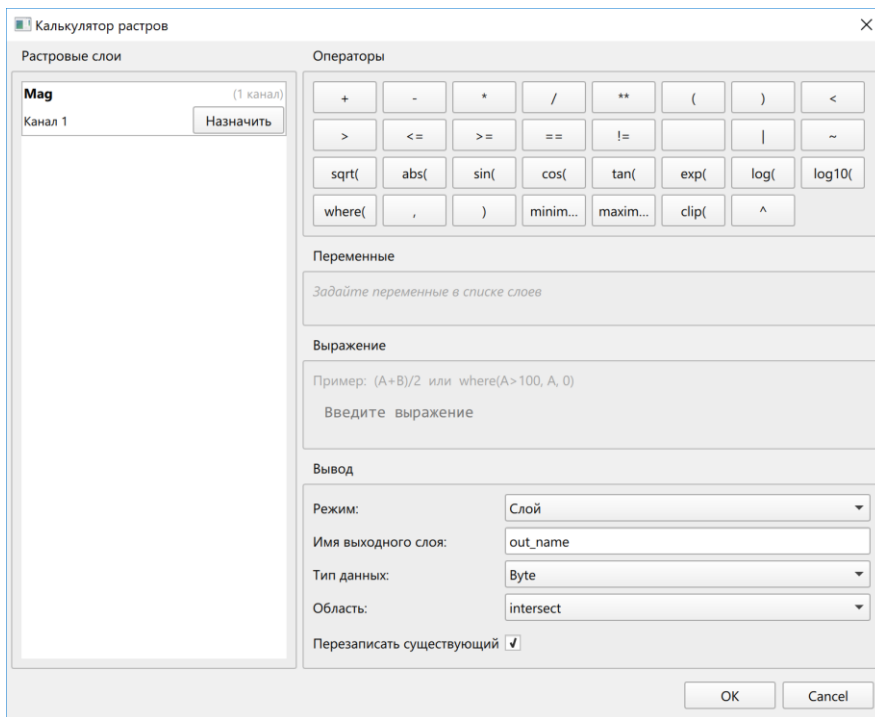 Калькулятор растров
Растровые слои
Mag (1 канал)
Канал 1 Назначить
Операторы
+ - * / ** ( ) <
> <= >= == != | ~
sqrt( abs( sin( cos( tan( exp( log( log10(
where( , ) minim... maxim... clip( ^
Переменные
Задайте переменные в списке слоев
Выражение
Пример: (A+B)/2 или where(A>100, A, 0)
Введите выражение
Вывод
Режим: Слой
Имя выходного слоя: out_name
Тип данных: Byte
Область: intersect
Перезаписать существующий
OK Cancel